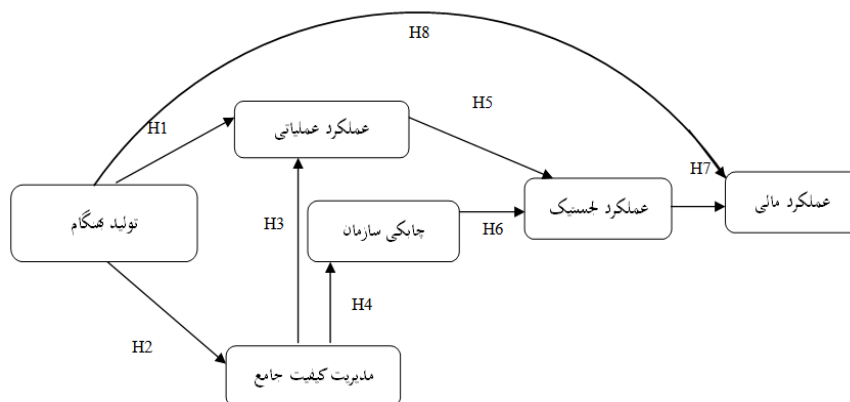 H8
H5
H1
عملکرد عملیاتی
H7
عملکرد لجستیک
عملکرد مالی
تولید بهنگام
H3
چابکی سازمان
H6
H4
H2
مدیریت کیفیت جامع